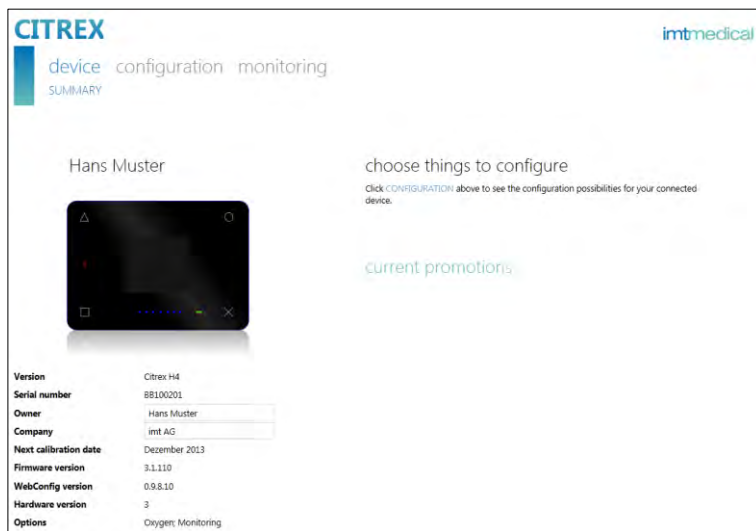 CITREX
imtmedical
device configuration monitoring
SUMMARY
Hans Muster
choose things to configure
Click CONFIGURATION above to see the configuration possibilities for your connected
device.
current promotions
Version Citrex H4
Serial number BB100201
Owner Hans Muster
Company imt AG
Next calibration date Dezember 2013
Firmware version 3.1.110
WebConfig version 0.9.8.10
Hardware version 3
Options Oxygen; Monitoring